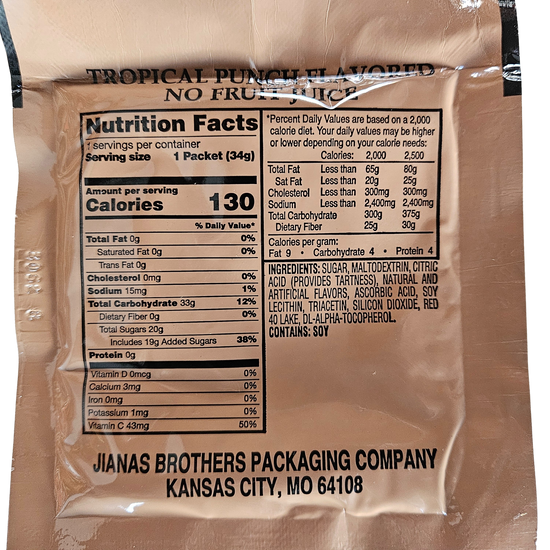 TROPICAL PUNCH FLAVORED
NO FRUIT JUICE
Nutrition Facts
servings per container
Serving size 1 Packet (34g)
Amount per serving
Calories 130
% Daily Value*
Total Fat 0g 0%
Saturated Fat 0g 0%
Trans Fat 0g
Cholesterol 0mg 0%
Sodium 15mg 1%
Total Carbohydrate 33g 12%
Dietary Fiber 0g 0%
Total Sugars 20g
Includes 19g Added Sugars 38%
Protein 0g
Vitamin D 0mcg 0%
Calcium 3mg 0%
Iron 0mg 0%
Potassium 1mg 0%
Vitamin C 43mg 50%
*Percent Daily Values are based on a 2,000
calorie diet. Your daily values may be higher
or lower depending on your calorie needs:
Calories: 2,000 2,500
Total Fat Less than 65g 80g
Sat Fat Less than 20g 25g
Cholesterol Less than 300mg 300mg
Sodium Less than 2,400mg 2,400mg
Total Carbohydrate 300g 375g
Dietary Fiber 25g 30g
Calories per gram:
Fat 9 • Carbohydrate 4 • Protein 4
INGREDIENTS: SUGAR, MALTODEXTRIN, CITRIC
ACID (PROVIDES TARTNESS), NATURAL AND
ARTIFICIAL FLAVORS, ASCORBIC ACID, SOY
LECITHIN, TRIACETIN, SILICON DIOXIDE, RED
40 LAKE, DL-ALPHA-TOCOPHEROL.
CONTAINS: SOY
JIANAS BROTHERS PACKAGING COMPANY
KANSAS CITY, MO 64108